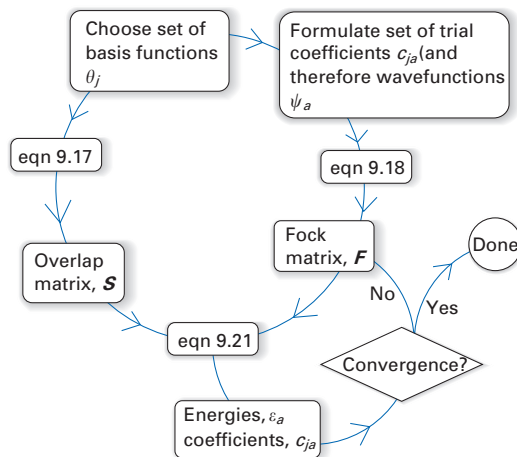 Choose set of
basis functions
θj
Formulate set of trial
coefficients cja(and
therefore wavefunctions
ψa
eqn 9.17
eqn 9.18
Overlap
matrix, S
Fock
matrix, F
Done
No
Yes
eqn 9.21
Convergence?
Energies, εa
coefficients, cja